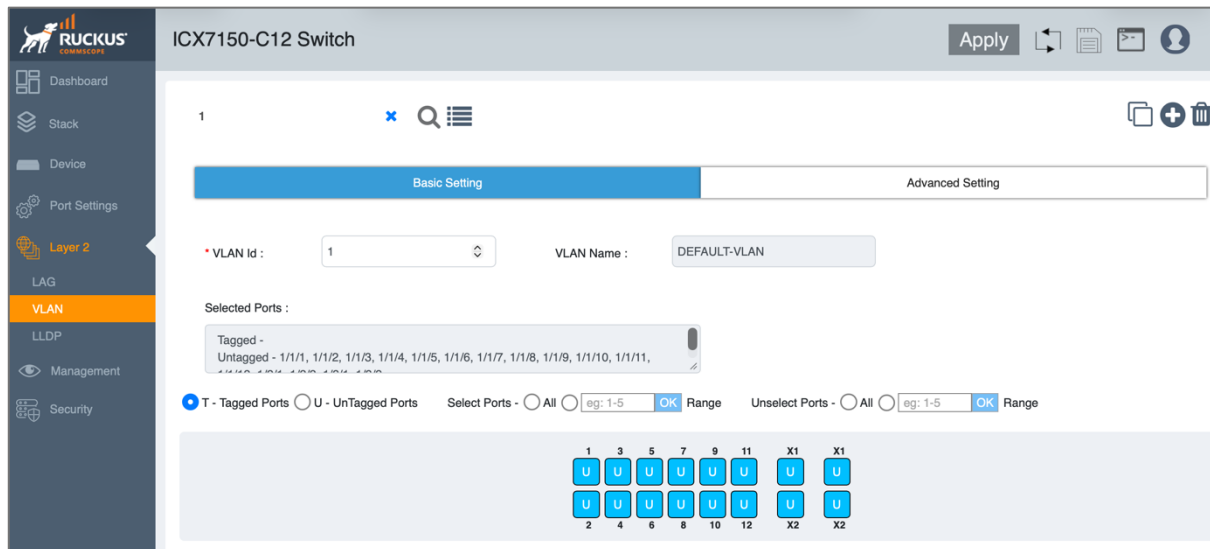 RUCKUS
COMMSCOPE
ICX7150-C12 Switch
Apply
Dashboard
Stack
Device
Port Settings
Layer 2
LAG
VLAN
LLDP
Management
Security
1
Basic Setting Advanced Setting
* VLAN Id : 1 VLAN Name : DEFAULT-VLAN
Selected Ports :
Tagged -
Untagged - 1/1/1, 1/1/2, 1/1/3, 1/1/4, 1/1/5, 1/1/6, 1/1/7, 1/1/8, 1/1/9, 1/1/10, 1/1/11,
T - Tagged Ports U - UnTagged Ports Select Ports - All eg: 1-5 OK Range Unselect Ports - All eg: 1-5 OK Range
1 3 5 7 9 11 X1 X1
U U U U U U U U
U U U U U U U U
2 4 6 8 10 12 X2 X2